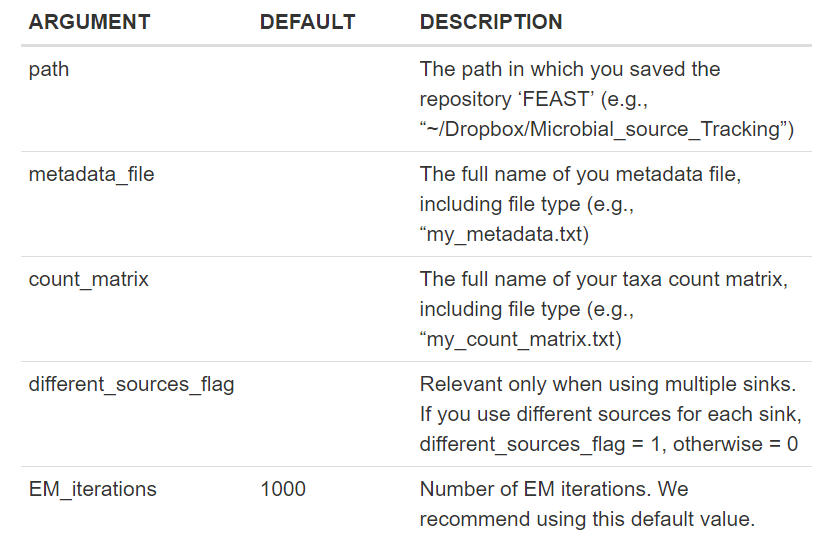 ARGUMENT DEFAULT DESCRIPTION
path The path in which you saved the
repository ‘FEAST’ (e.g.,
“~/Dropbox/Microbial_source_Tracking”)
metadata_file The full name of you metadata file,
including file type (e.g.,
“my_metadata.txt)
count_matrix The full name of your taxa count matrix,
including file type (e.g.,
“my_count_matrix.txt)
different_sources_flag Relevant only when using multiple sinks.
If you use different sources for each sink,
different_sources_flag = 1, otherwise = 0
EM_iterations 1000 Number of EM iterations. We
recommend using this default value.